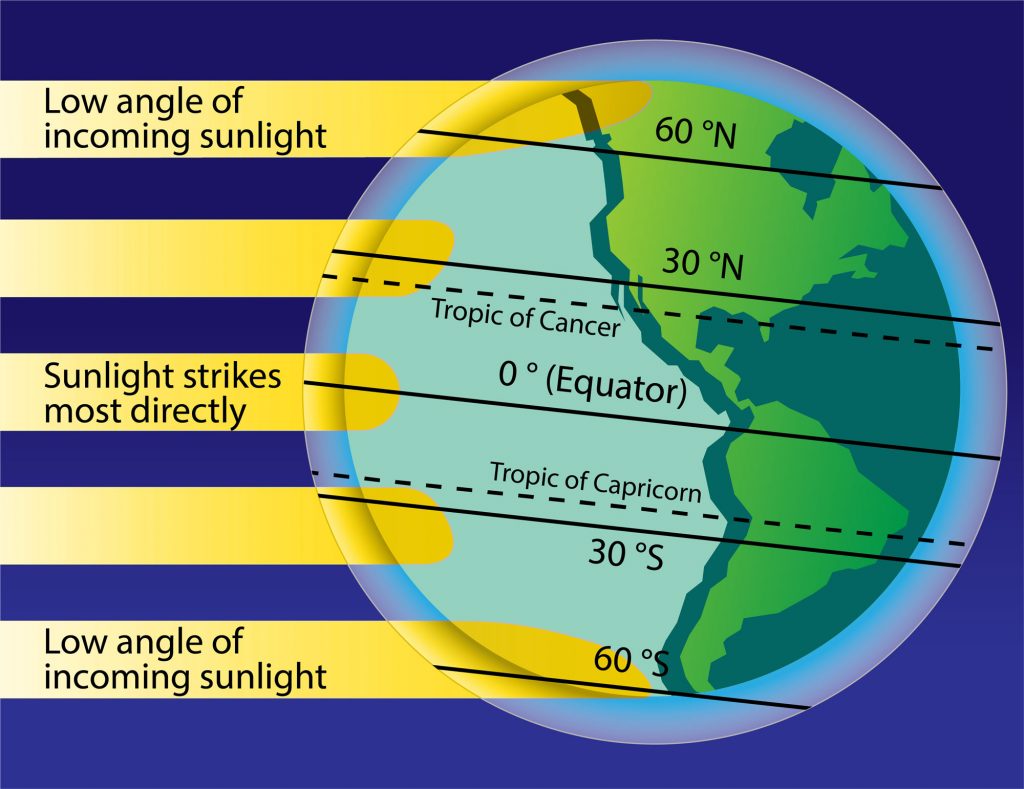 Low angle of
incoming sunlight
60 °N
30 °N
Tropic of Cancer
Sunlight strikes
most directly
0 ° (Equator)
Tropic of Capricorn
30 °S
Low angle of
incoming sunlight
60 °S